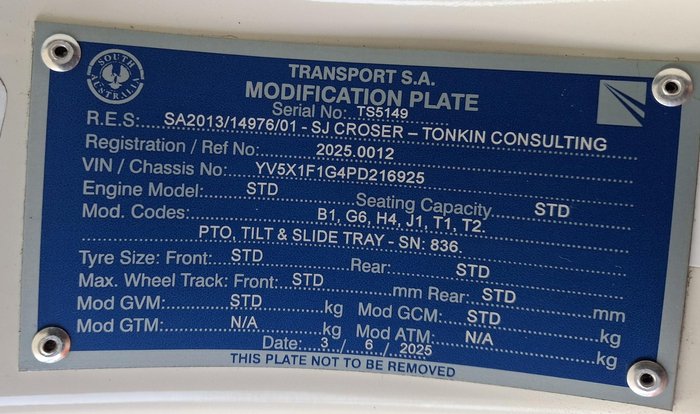 SOUTH AUSTRALIA
TRANSPORT S.A.
MODIFICATION PLATE
Serial No: TS5149
R.E.S: SA2013/14976/01 - SJ CROSER – TONKIN CONSULTING
Registration / Ref No: 2025.0012
VIN / Chassis No: YV5X1F1G4PD216925
Engine Model: STD Seating Capacity STD
Mod. Codes: B1, G6, H4, J1, T1, T2
PTO, TILT & SLIDE TRAY - SN: 836
Tyre Size: Front: STD Rear: STD
Max. Wheel Track: Front: STD mm Rear: STD mm
Mod GVM: STD kg Mod GCM: STD kg
Mod GTM: N/A kg Mod ATM: N/A kg
Date: 3 / 6 / 2025
THIS PLATE NOT TO BE REMOVED